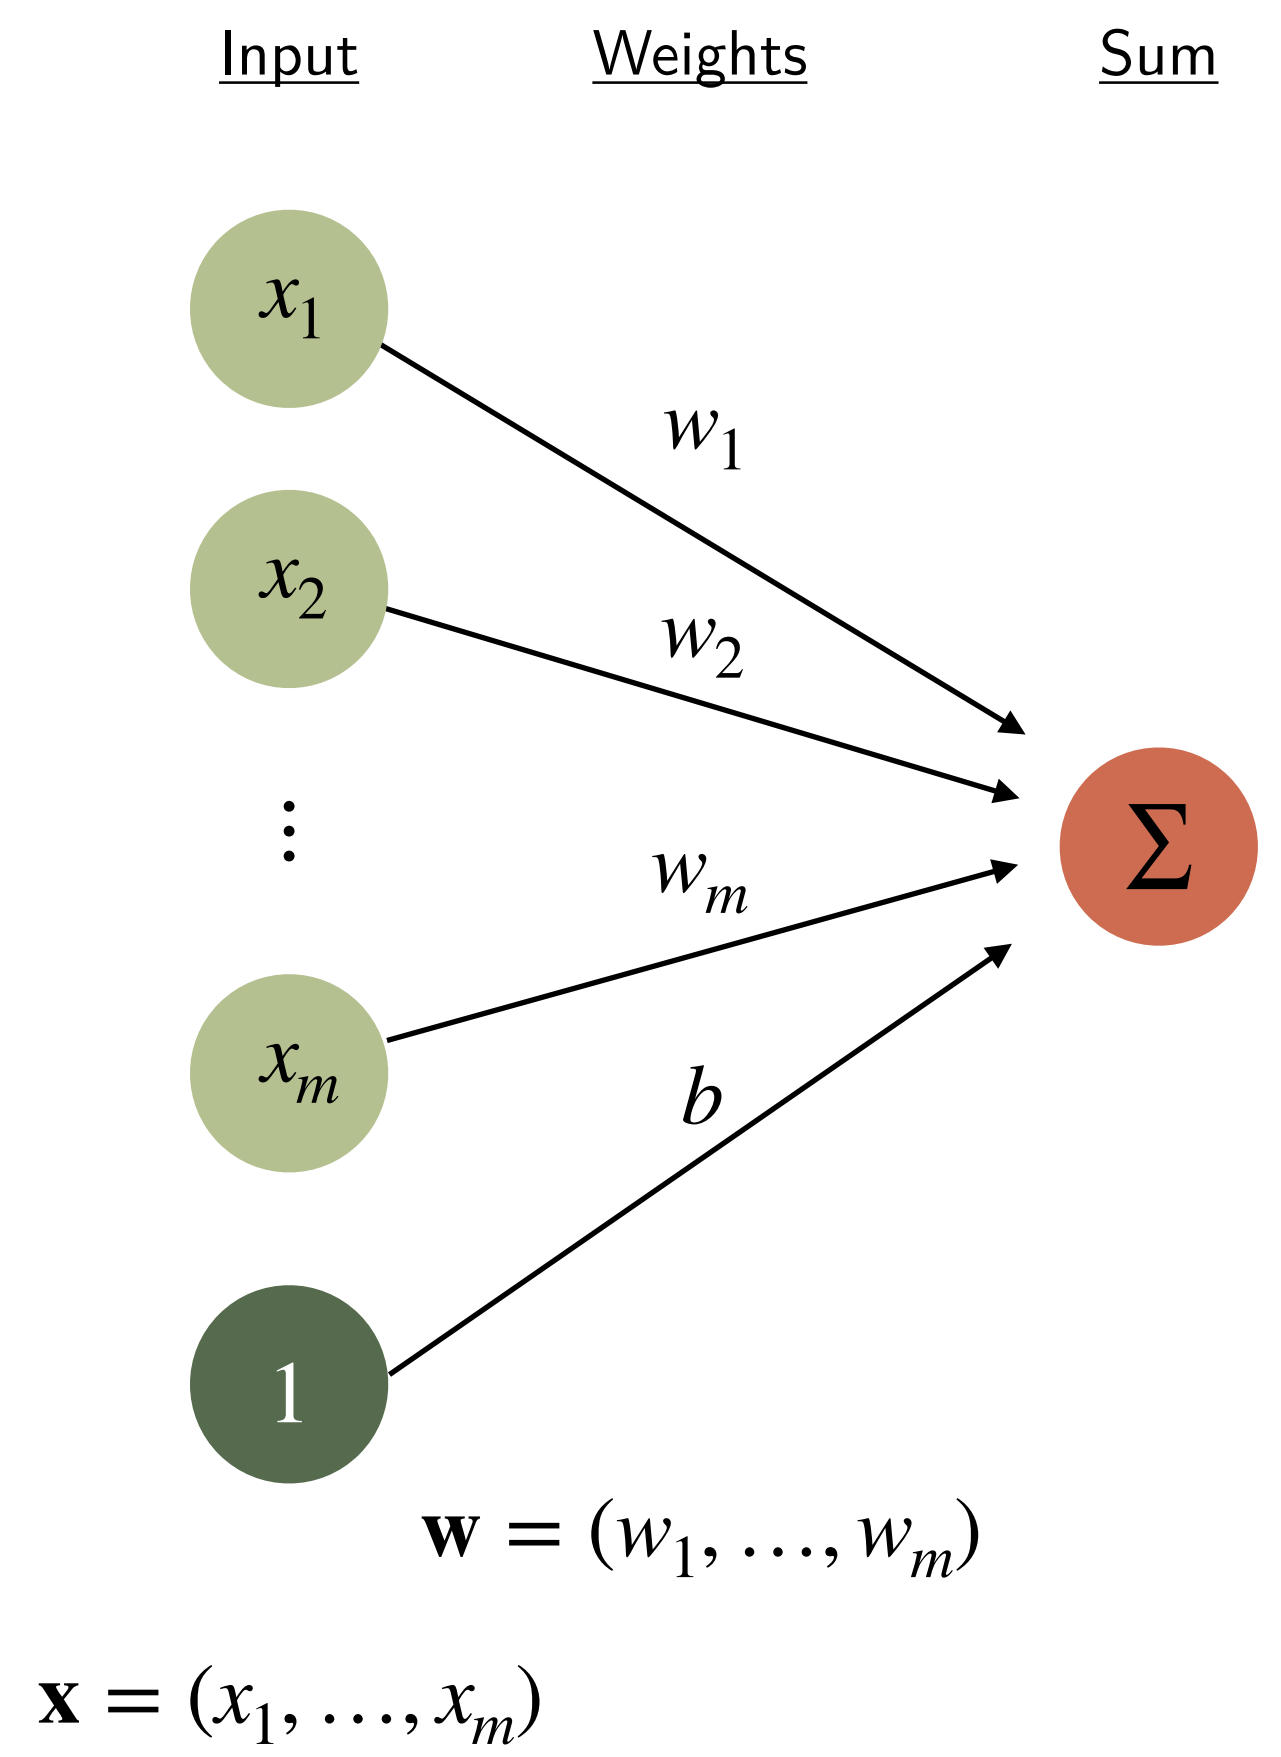 Input Weights Sum
x₁
w₁
x₂
w₂
⋮
wₘ
Σ
xₘ
b
1
𝐰 = (w₁, …, wₘ)
𝐱 = (x₁, …, xₘ)